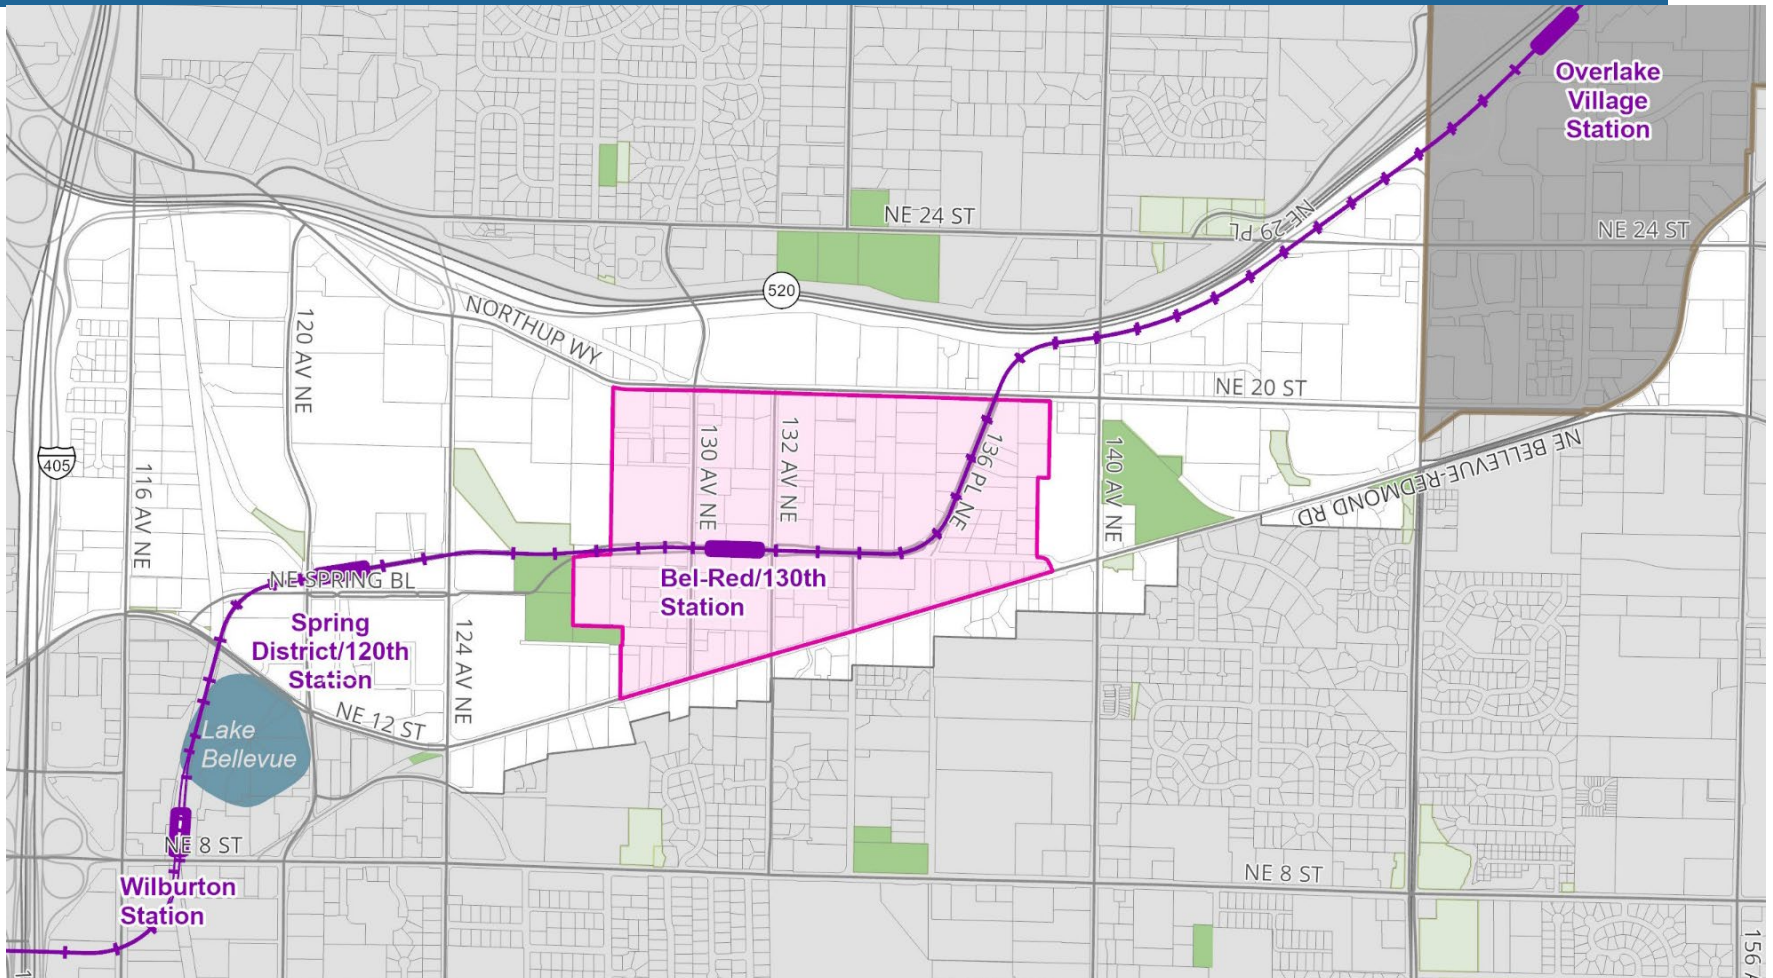 Overlake
Village
Station
NE 24 ST
NE 29 PL
NE 24 ST
520
NORTHUP WY
120 AV NE
NE 20 ST
130 AV NE
132 AV NE
136 PL NE
140 AV NE
NE BELLEVUE-REDMOND RD
405
116 AV NE
Bel-Red/130th
Station
NE SPRING BL
Spring
District/120th
Station
124 AV NE
NE 12 ST
Lake
Bellevue
NE 8 ST
NE 8 ST
Wilburton
Station
156 A